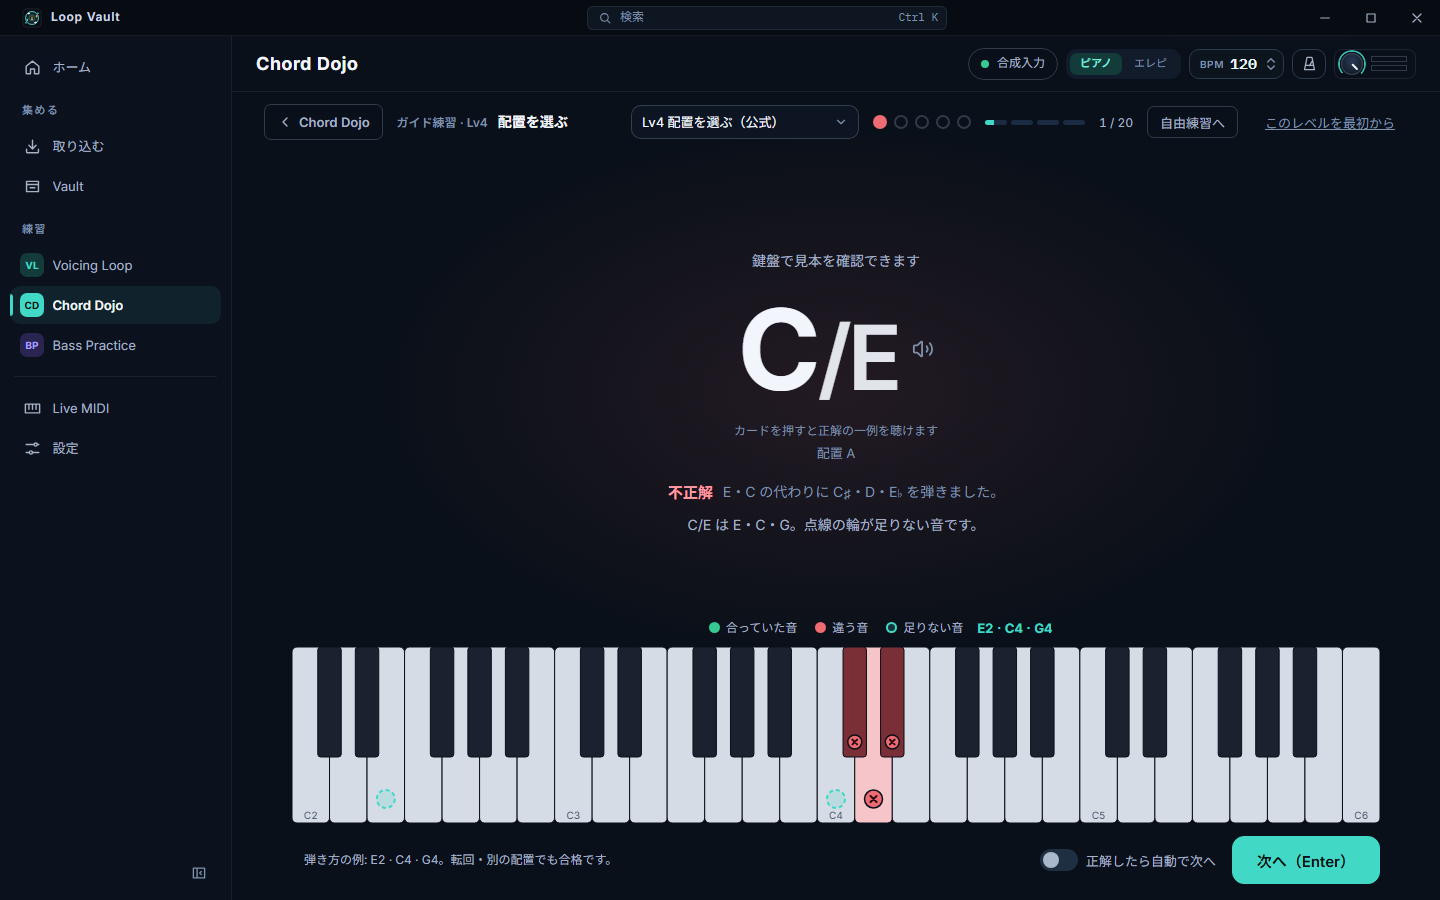 Loop Vault
検索
Ctrl K
ホーム
集める
取り込む
Vault
練習
VL Voicing Loop
CD Chord Dojo
BP Bass Practice
Live MIDI
設定
Chord Dojo
合成入力
ピアノ エレピ
BPM 120
Chord Dojo
ガイド練習 · Lv4 配置を選ぶ
Lv4 配置を選ぶ（公式）
1 / 20
自由練習へ
このレベルを最初から
鍵盤で見本を確認できます
C/E
カードを押すと正解の一例を聴けます
配置 A
不正解 E・C の代わりに C♯・D・E♭ を弾きました。
C/E は E・C・G。点線の輪が足りない音です。
合っていた音 違う音 足りない音 E2 · C4 · G4
C2 C3 C4 C5 C6
弾き方の例: E2 · C4 · G4。転回・別の配置でも合格です。
正解したら自動で次へ
次へ（Enter）